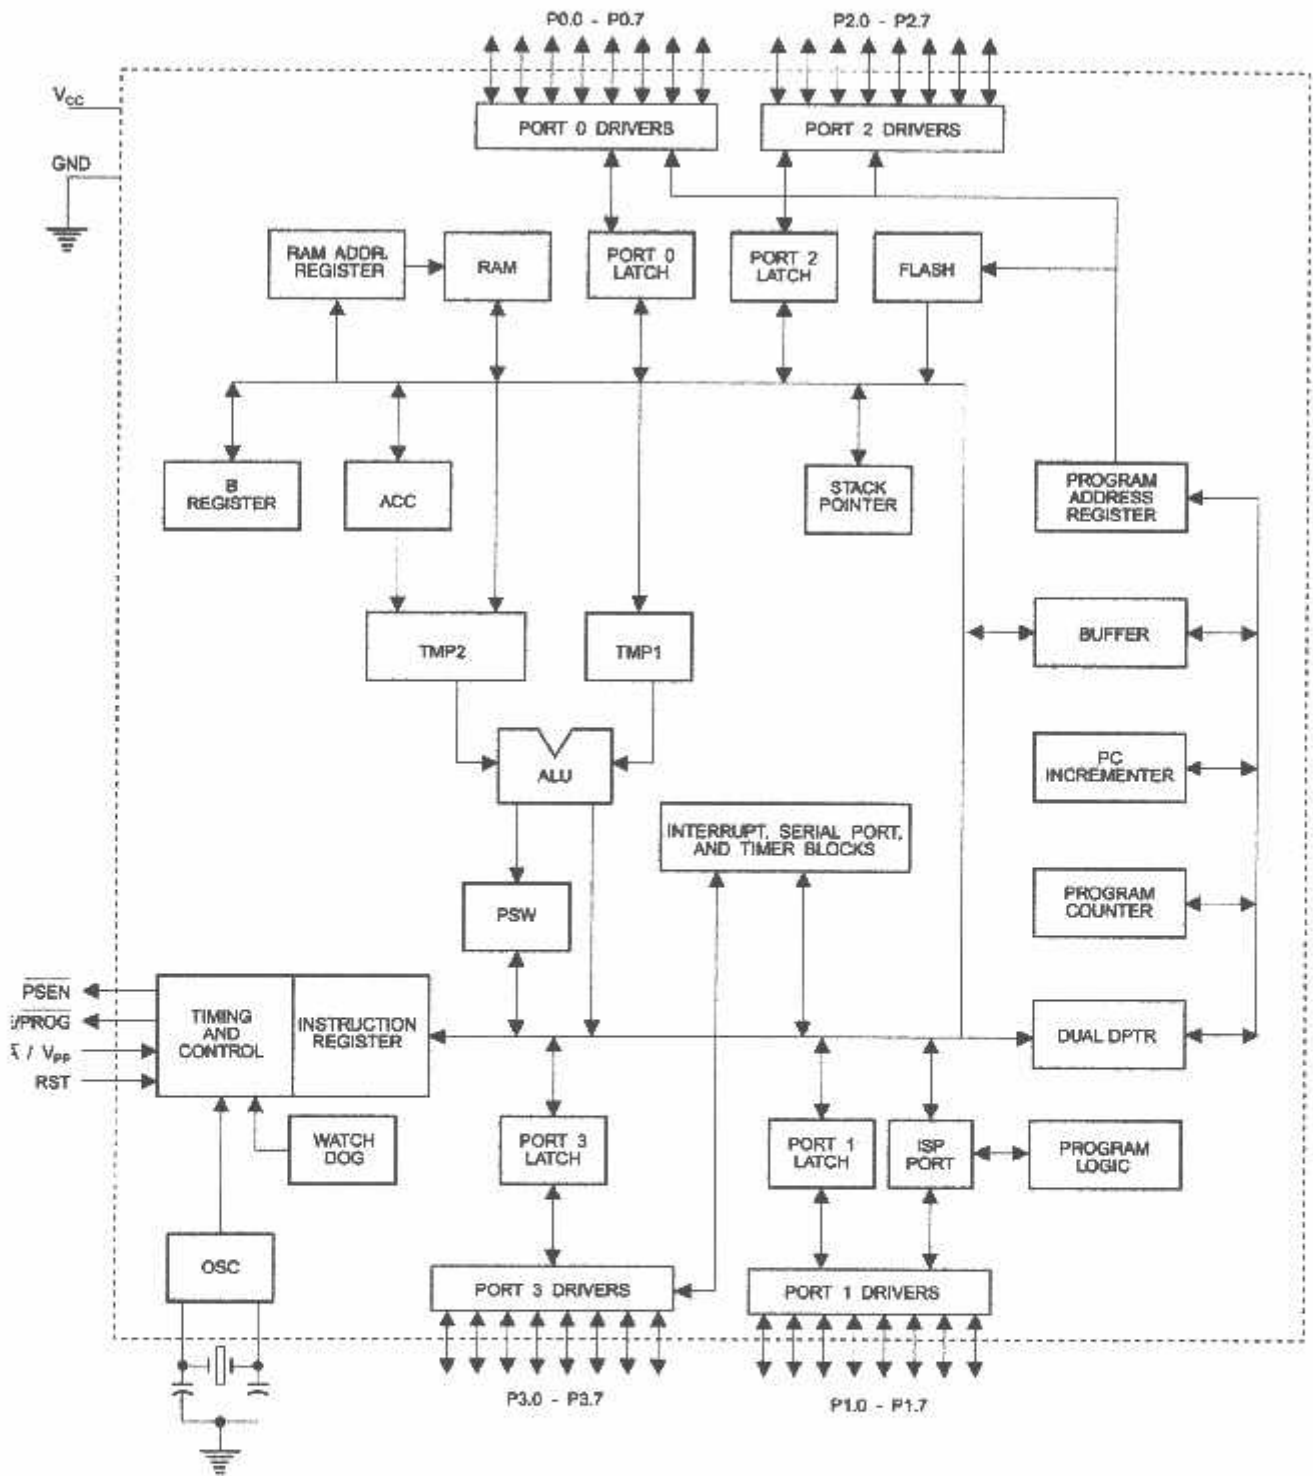 P0.0 - P0.7
P2.0 - P2.7
VCC
PORT 0 DRIVERS
PORT 2 DRIVERS
GND
RAM ADDR.
REGISTER
RAM
PORT 0
LATCH
PORT 2
LATCH
FLASH
B
REGISTER
ACC
STACK
POINTER
PROGRAM
ADDRESS
REGISTER
TMP2
TMP1
BUFFER
ALU
PC
INCREMENTER
INTERRUPT, SERIAL PORT,
AND TIMER BLOCKS
PSW
PROGRAM
COUNTER
PSEN
/PROG
/ VPP
RST
TIMING
AND
CONTROL
INSTRUCTION
REGISTER
DUAL DPTR
WATCH
DOG
PORT 3
LATCH
PORT 1
LATCH
ISP
PORT
PROGRAM
LOGIC
OSC
PORT 3 DRIVERS
PORT 1 DRIVERS
P3.0 - P3.7
P1.0 - P1.7